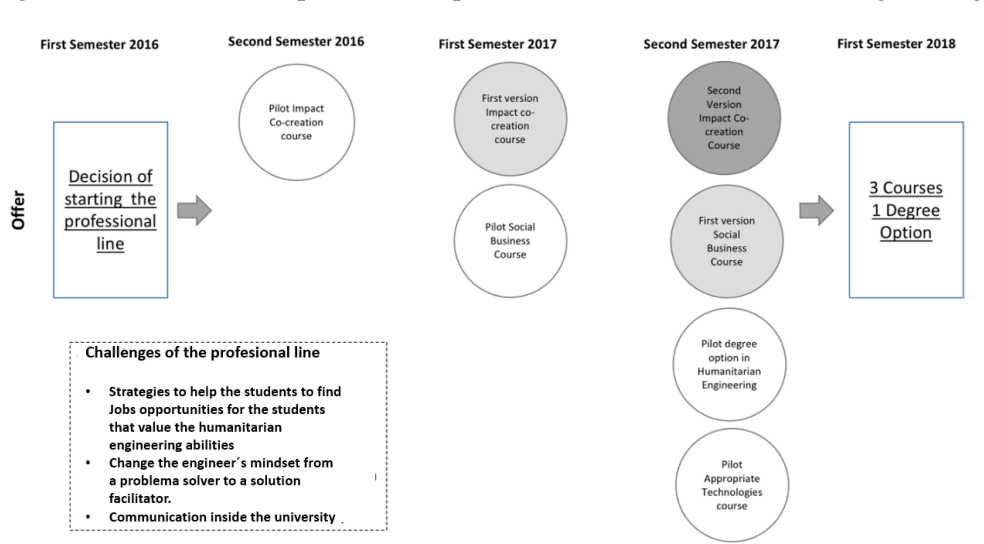 First Semester 2016
Second Semester 2016
First Semester 2017
Second Semester 2017
First Semester 2018
Offer
Decision of
starting the
professional
line
Pilot Impact
Co-creation
course
First version
Impact co-
creation
course
Pilot Social
Business
Course
Second
Version
Impact Co-
creation
Course
First version
Social
Business
Course
Pilot degree
option in
Humanitarian
Engineering
Pilot
Appropriate
Technologies
course
3 Courses
1 Degree
Option
Challenges of the profesional line
• Strategies to help the students to find
Jobs opportunities for the students
that value the humanitarian
engineering abilities
• Change the engineer´s mindset from
a problema solver to a solution
facilitator.
• Communication inside the university .